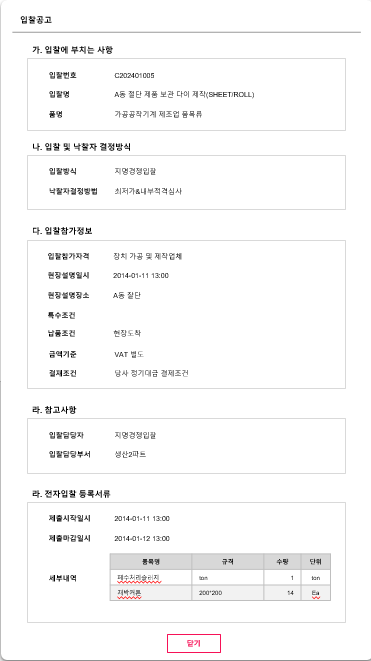 입찰공고
가. 입찰에 부치는 사항
입찰번호 C202401005
입찰명 A동 절단 제품 보관 다이 제작(SHEET/ROLL)
품명 가공공작기계 제조업 품목류
나. 입찰 및 낙찰자 결정방식
입찰방식 지명경쟁입찰
낙찰자결정방법 최저가&내부적격심사
다. 입찰참가정보
입찰참가자격 장치 가공 및 제작업체
현장설명일시 2014-01-11 13:00
현장설명장소 A동 절단
특수조건
납품조건 현장도착
금액기준 VAT 별도
결재조건 당사 정기대금 결제조건
라. 참고사항
입찰담당자 지명경쟁입찰
입찰담당부서 생산2파트
라. 전자입찰 등록서류
제출시작일시 2014-01-11 13:00
제출마감일시 2014-01-12 13:00
세부내역
품목명 규격 수량 단위
폐수처리슬러지 ton 1 ton
지박커튼 200*200 14 Ea
닫기